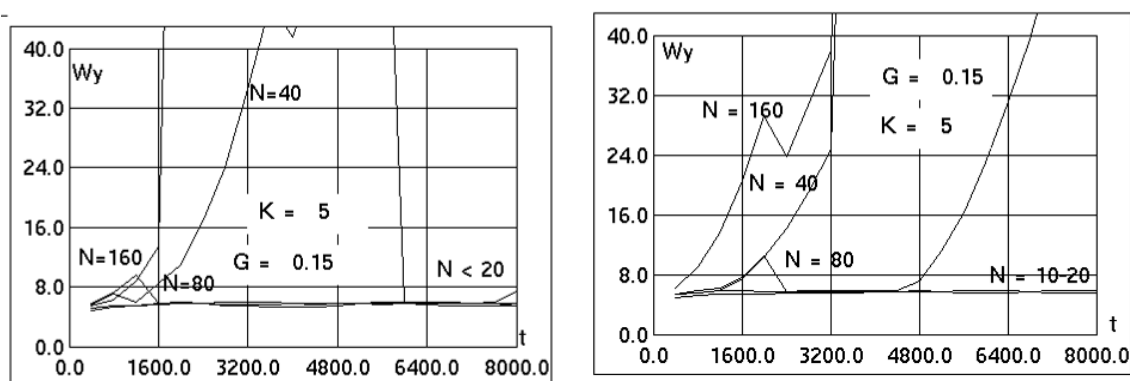 40.0
Wy
N=40
32.0
24.0
K = 5
16.0
N=160
G = 0.15
N < 20
N=80
8.0
t
0.0
0.0 1600.0 3200.0 4800.0 6400.0 8000.0
40.0
Wy
G = 0.15
32.0
N = 160
K = 5
24.0
N = 40
16.0
N = 80
8.0
N = 10-20
t
0.0
0.0 1600.0 3200.0 4800.0 6400.0 8000.0